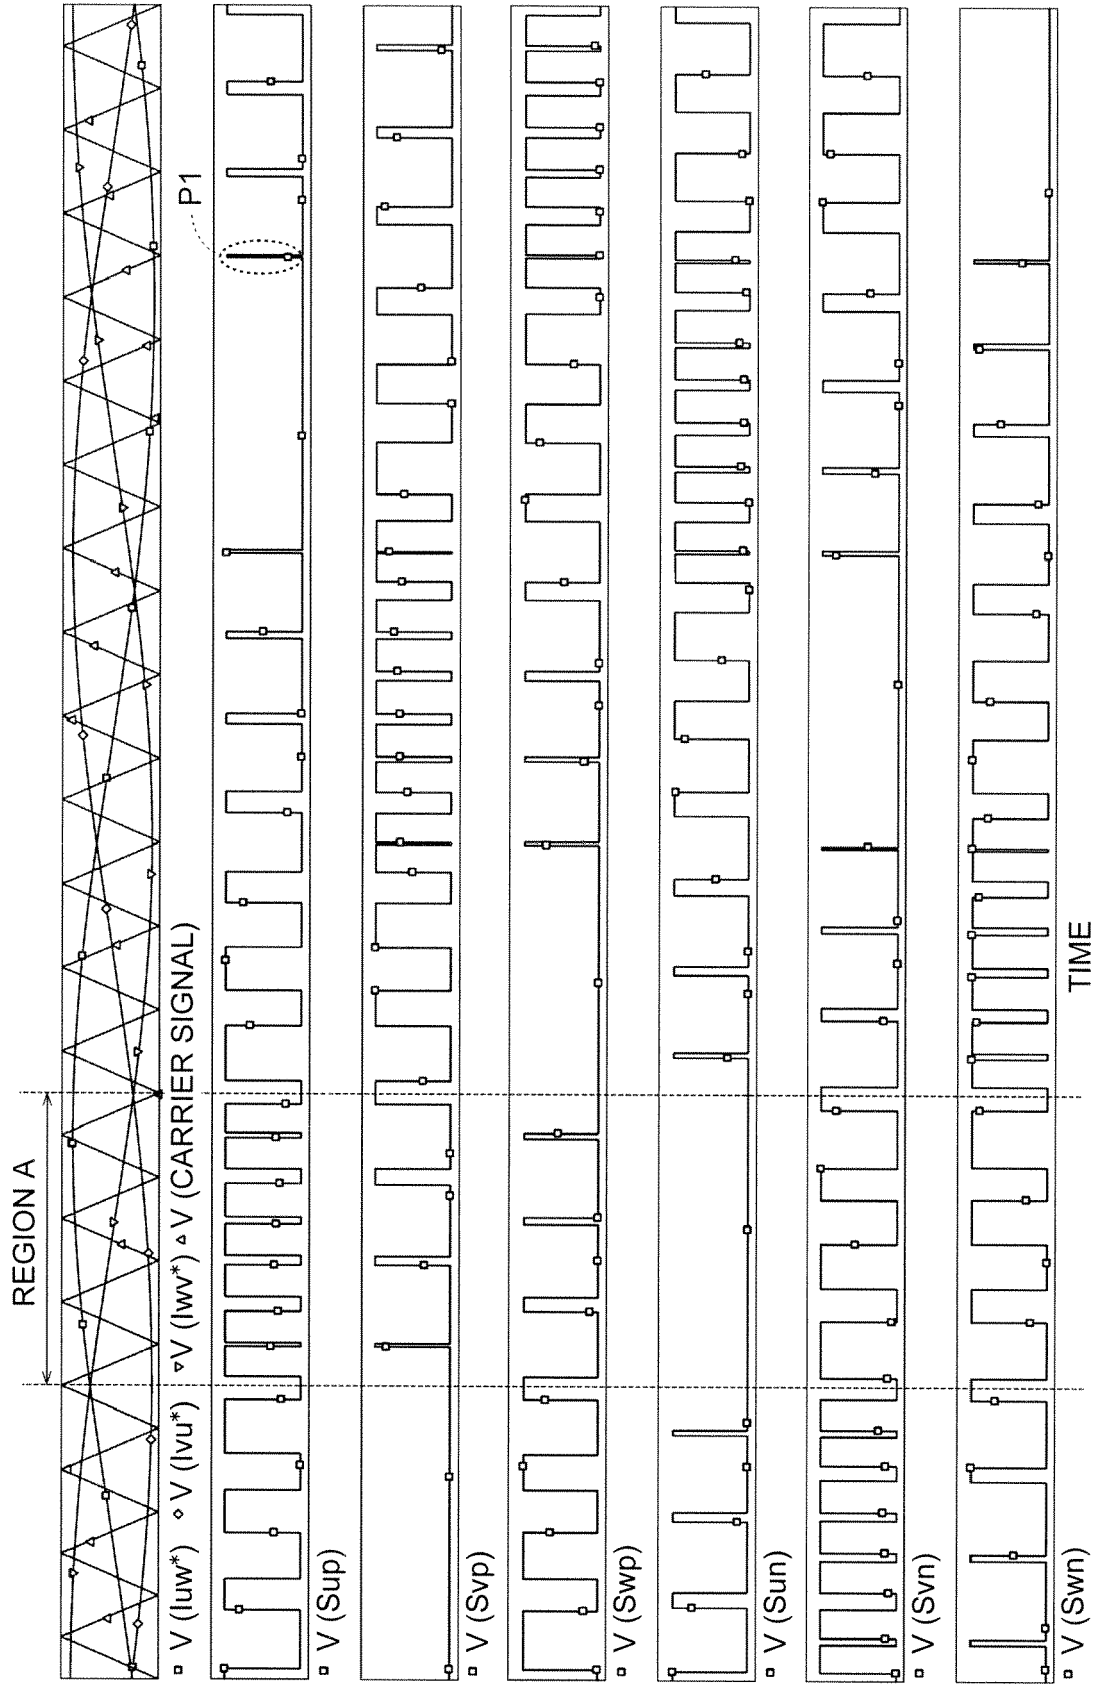 REGION A
V (Iuw*) V (Ivu*) V (Iwv*) V (CARRIER SIGNAL)
P1
V (Sup)
V (Svp)
V (Swp)
V (Sun)
V (Svn)
V (Swn)
TIME